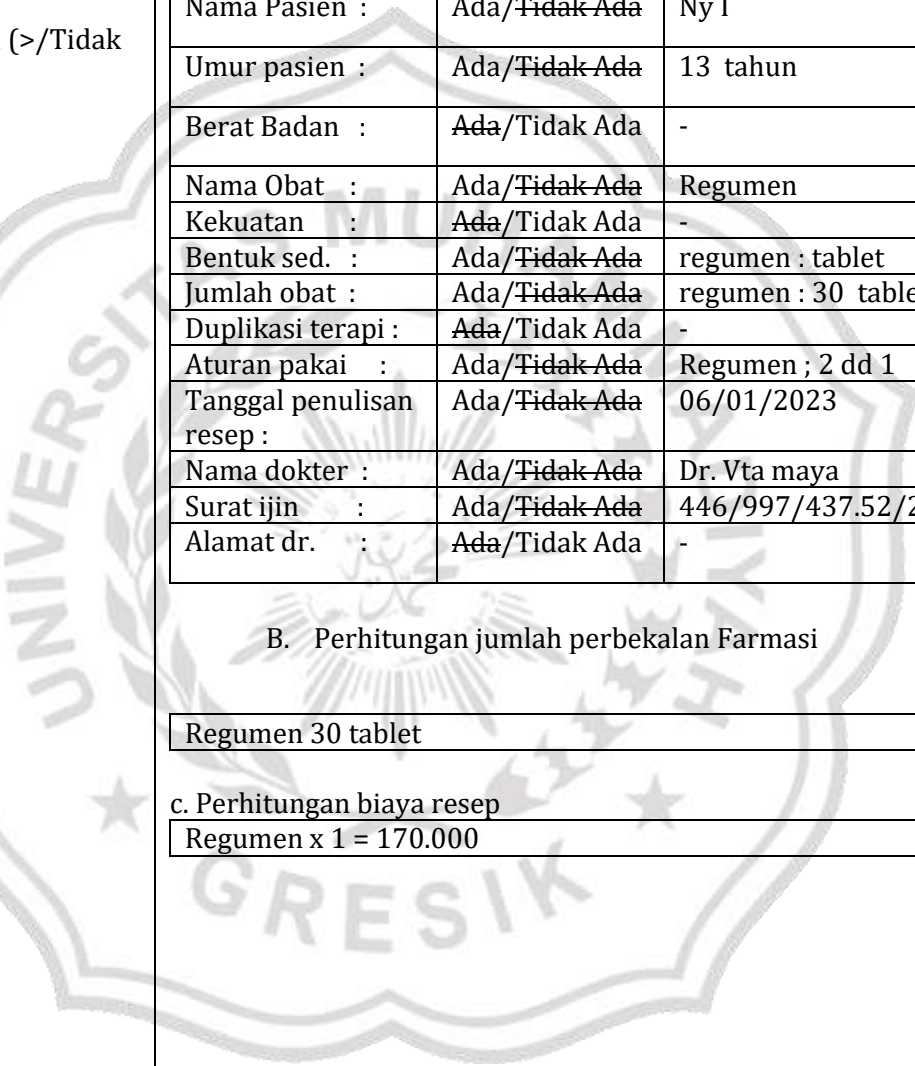 (>/Tidak
Nama Pasien : Ada/Tidak Ada Ny I
Umur pasien : Ada/Tidak Ada 13 tahun
Berat Badan : Ada/Tidak Ada -
Nama Obat : Ada/Tidak Ada Regumen
Kekuatan : Ada/Tidak Ada -
Bentuk sed. : Ada/Tidak Ada regumen : tablet
Jumlah obat : Ada/Tidak Ada regumen : 30 table
Duplikasi terapi : Ada/Tidak Ada -
Aturan pakai : Ada/Tidak Ada Regumen ; 2 dd 1
Tanggal penulisan Ada/Tidak Ada 06/01/2023
resep :
Nama dokter : Ada/Tidak Ada Dr. Vta maya
Surat ijin : Ada/Tidak Ada 446/997/437.52/2
Alamat dr. : Ada/Tidak Ada -
B. Perhitungan jumlah perbekalan Farmasi
Regumen 30 tablet
c. Perhitungan biaya resep
Regumen x 1 = 170.000
UNIVERSITAS MUHAMMADIYAH
GRESIK